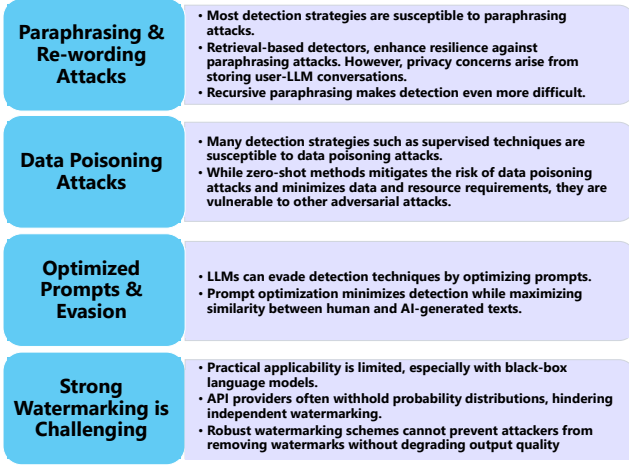 Paraphrasing &
Re-wording
Attacks
• Most detection strategies are susceptible to paraphrasing
attacks.
• Retrieval-based detectors, enhance resilience against
paraphrasing attacks. However, privacy concerns arise from
storing user-LLM conversations.
• Recursive paraphrasing makes detection even more difficult.
Data Poisoning
Attacks
• Many detection strategies such as supervised techniques are
susceptible to data poisoning attacks.
• While zero-shot methods mitigates the risk of data poisoning
attacks and minimizes data and resource requirements, they are
vulnerable to other adversarial attacks.
Optimized
Prompts &
Evasion
• LLMs can evade detection techniques by optimizing prompts.
• Prompt optimization minimizes detection while maximizing
similarity between human and AI-generated texts.
Strong
Watermarking is
Challenging
• Practical applicability is limited, especially with black-box
language models.
• API providers often withhold probability distributions, hindering
independent watermarking.
• Robust watermarking schemes cannot prevent attackers from
removing watermarks without degrading output quality